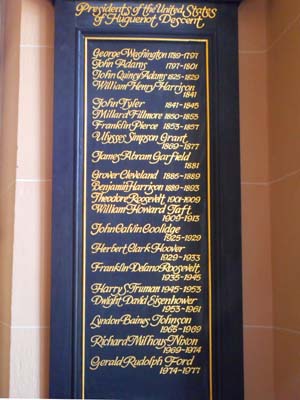 Presidents of the United States
of Huguenot Descent
George Washington 1789-1797
John Adams 1797-1801
John Quincy Adams 1825-1829
William Henry Harrison
1841
John Tyler 1841-1845
Millard Fillmore 1850-1853
Franklin Pierce 1853-1857
Ulysses Simpson Grant
1869-1877
James Abram Garfield
1881
Grover Cleveland 1885-1889
Benjamin Harrison 1889-1893
Theodore Roosevelt 1901-1909
William Howard Taft
1909-1913
John Calvin Coolidge
1923-1929
Herbert Clark Hoover
1929-1933
Franklin Delano Roosevelt
1933-1945
Harry Truman 1945-1953
Dwight David Eisenhower
1953-1961
Lyndon Baines Johnson
1963-1969
Richard Milhous Nixon
1969-1974
Gerald Rudolph Ford
1974-1977